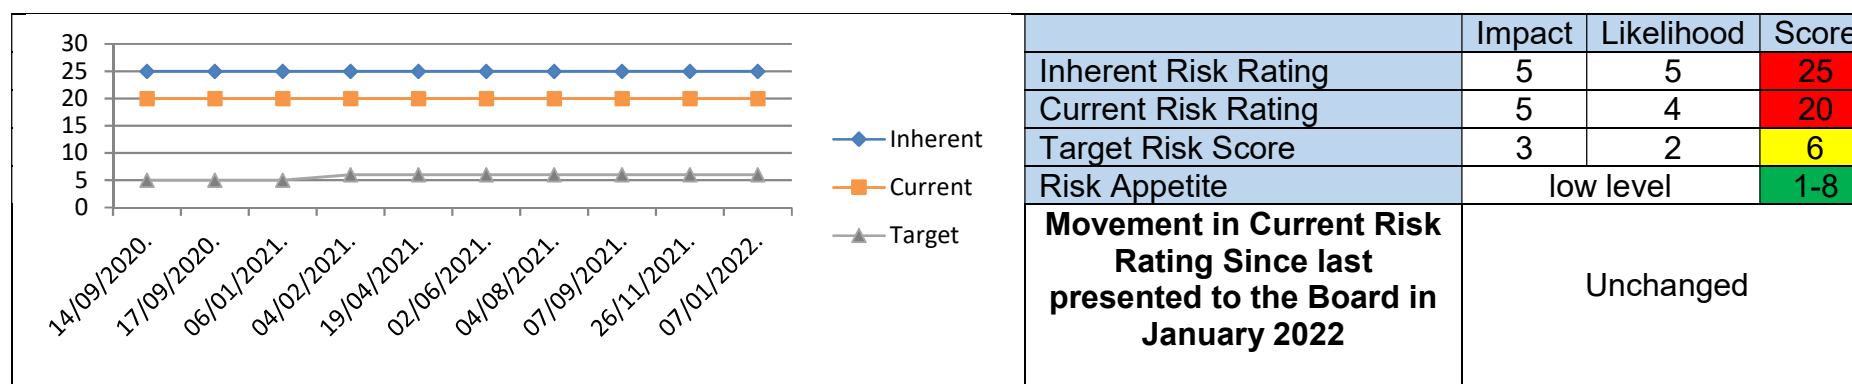 30
25
20
15
10
5
0
14/09/2020.
17/09/2020.
06/01/2021.
04/02/2021.
19/04/2021.
02/06/2021.
04/08/2021.
07/09/2021.
26/11/2021.
07/01/2022.
Inherent
Current
Target
Impact Likelihood Score
Inherent Risk Rating 5 5 25
Current Risk Rating 5 4 20
Target Risk Score 3 2 6
Risk Appetite low level 1-8
Movement in Current Risk
Rating Since last
presented to the Board in
January 2022
Unchanged